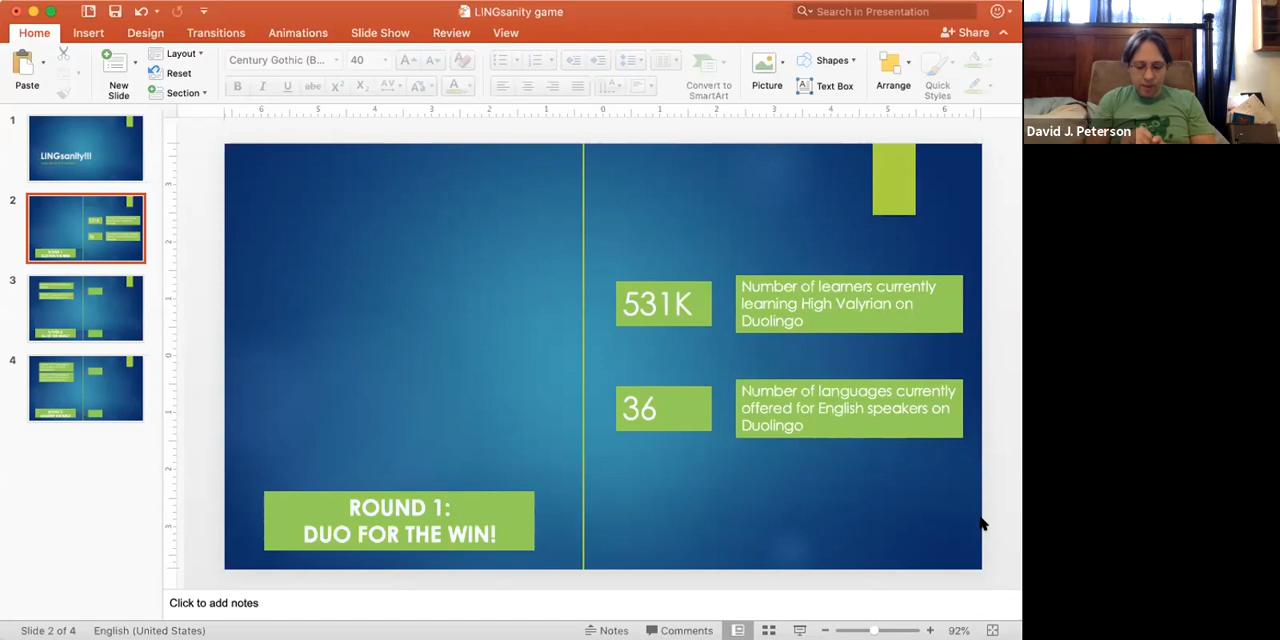 LINGsanity game
Search in Presentation
Home
Insert
Design
Transitions
Animations
Slide Show
Review
View
Share
Paste
New
Slide
Layout
Reset
Section
Century Gothic (B...
40
Convert to
SmartArt
Picture
Shapes
Text Box
Arrange
Quick
Styles
David J. Peterson
1
LINGsanity!!!
2
3
4
531K
Number of learners currently
learning High Valyrian on
Duolingo
36
Number of languages currently
offered for English speakers on
Duolingo
ROUND 1:
DUO FOR THE WIN!
Click to add notes
Slide 2 of 4
English (United States)
Notes
Comments
92%